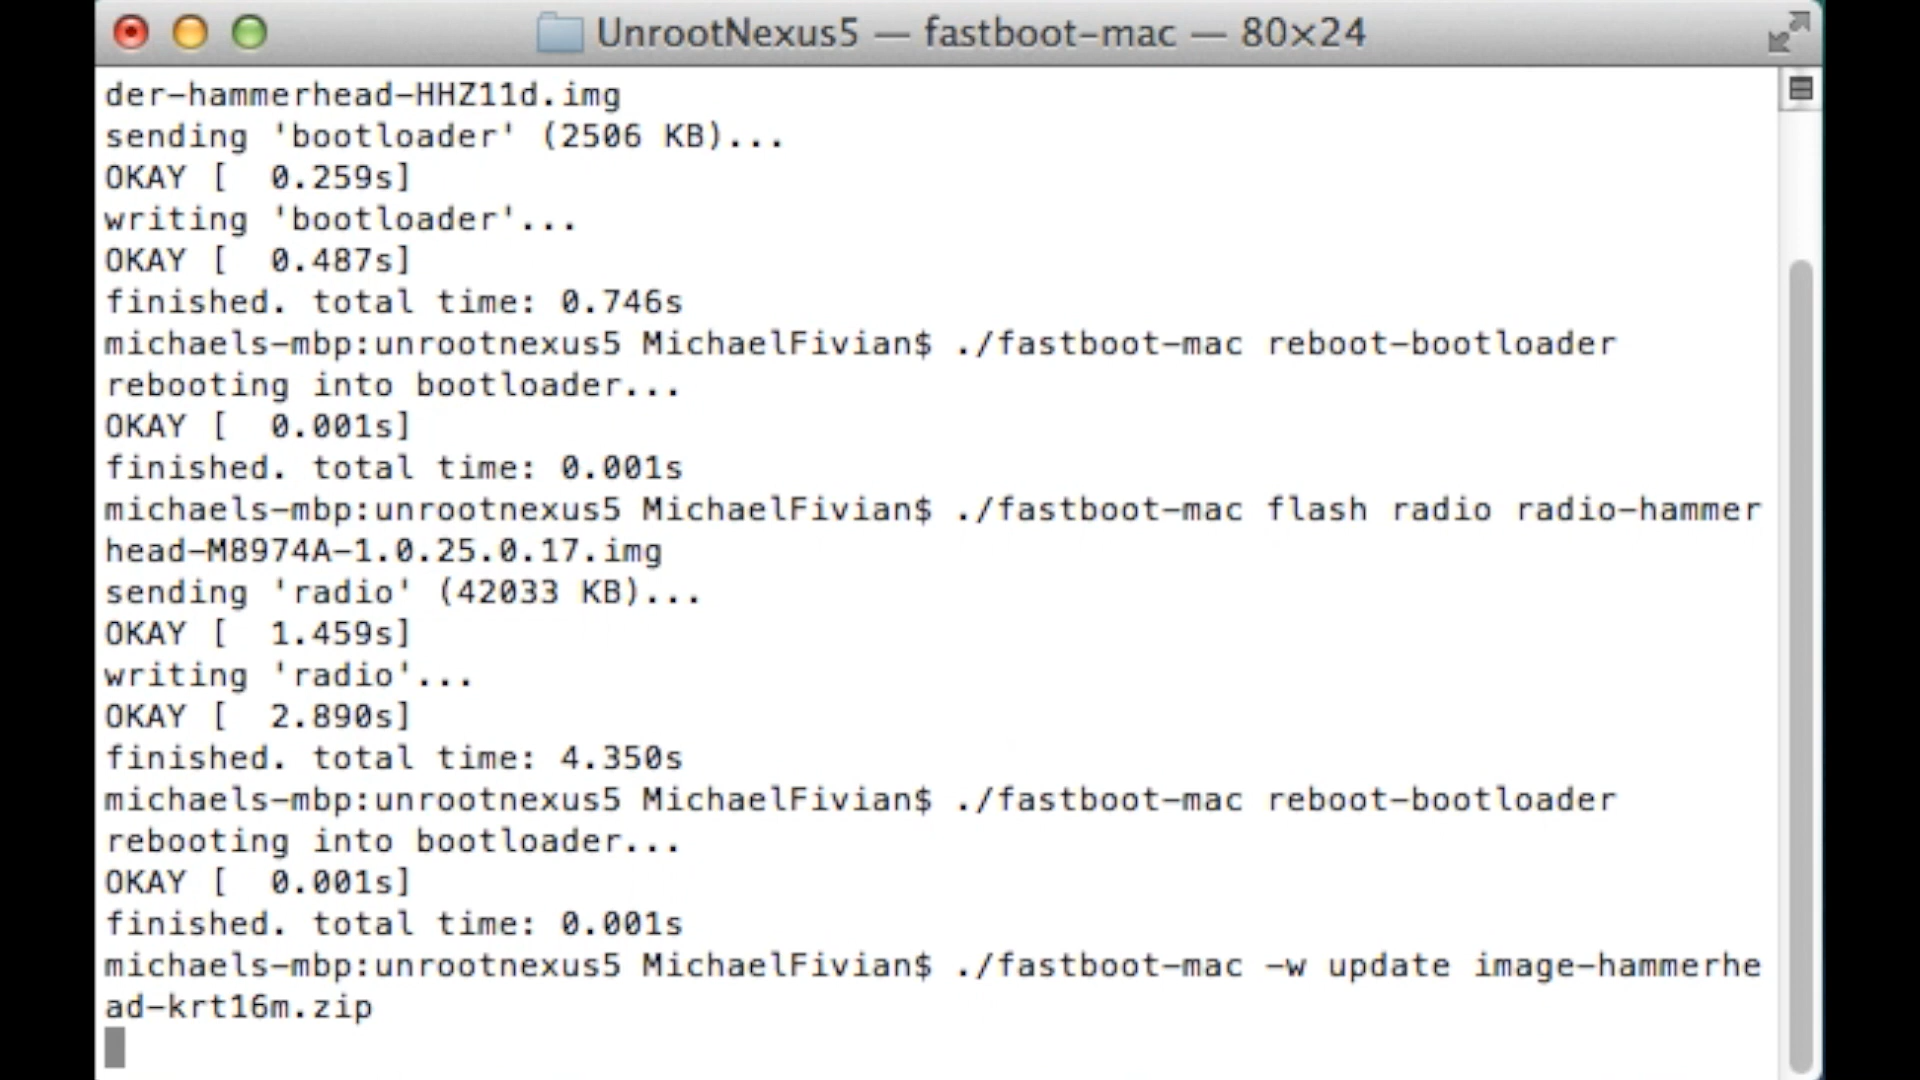 UnrootNexus5 — fastboot-mac — 80×24
der-hammerhead-HHZ11d.img
sending 'bootloader' (2506 KB)...
OKAY [  0.259s]
writing 'bootloader'...
OKAY [  0.487s]
finished. total time: 0.746s
michaels-mbp:unrootnexus5 MichaelFivian$ ./fastboot-mac reboot-bootloader
rebooting into bootloader...
OKAY [  0.001s]
finished. total time: 0.001s
michaels-mbp:unrootnexus5 MichaelFivian$ ./fastboot-mac flash radio radio-hammer
head-M8974A-1.0.25.0.17.img
sending 'radio' (42033 KB)...
OKAY [  1.459s]
writing 'radio'...
OKAY [  2.890s]
finished. total time: 4.350s
michaels-mbp:unrootnexus5 MichaelFivian$ ./fastboot-mac reboot-bootloader
rebooting into bootloader...
OKAY [  0.001s]
finished. total time: 0.001s
michaels-mbp:unrootnexus5 MichaelFivian$ ./fastboot-mac -w update image-hammerhe
ad-krt16m.zip